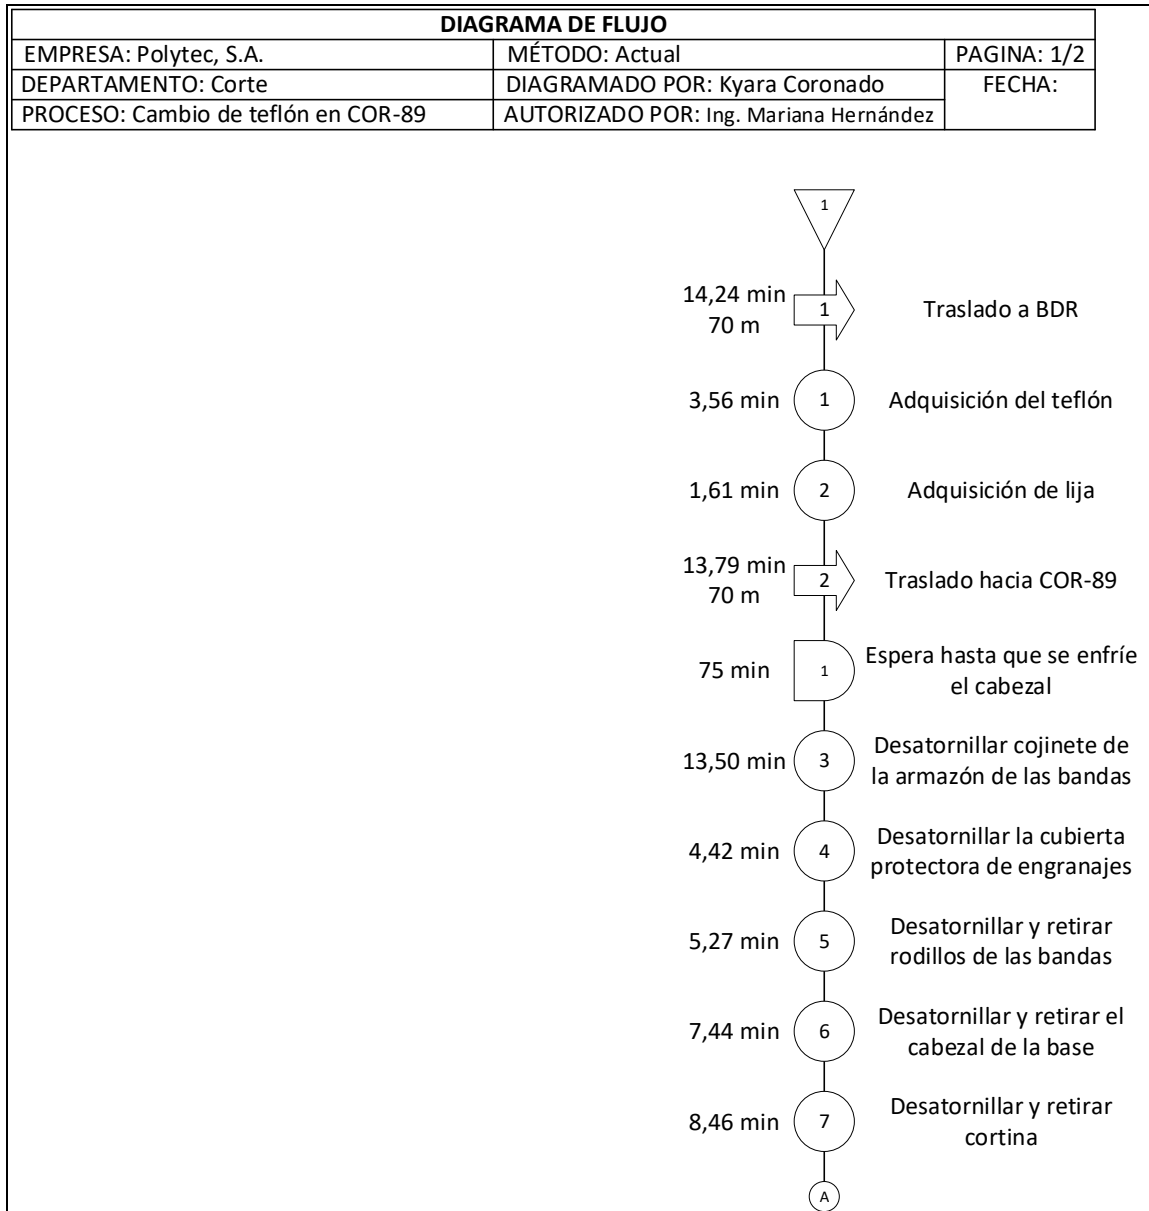 DIAGRAMA DE FLUJO
EMPRESA: Polytec, S.A.
MÉTODO: Actual
PAGINA: 1/2
DEPARTAMENTO: Corte
DIAGRAMADO POR: Kyara Coronado
FECHA:
PROCESO: Cambio de teflón en COR-89
AUTORIZADO POR: Ing. Mariana Hernández
1
14,24 min
70 m
1
Traslado a BDR
3,56 min
1
Adquisición del teflón
1,61 min
2
Adquisición de lija
13,79 min
70 m
2
Traslado hacia COR-89
75 min
1
Espera hasta que se enfríe
el cabezal
13,50 min
3
Desatornillar cojinete de
la armazón de las bandas
4,42 min
4
Desatornillar la cubierta
protectora de engranajes
5,27 min
5
Desatornillar y retirar
rodillos de las bandas
7,44 min
6
Desatornillar y retirar el
cabezal de la base
8,46 min
7
Desatornillar y retirar
cortina
A